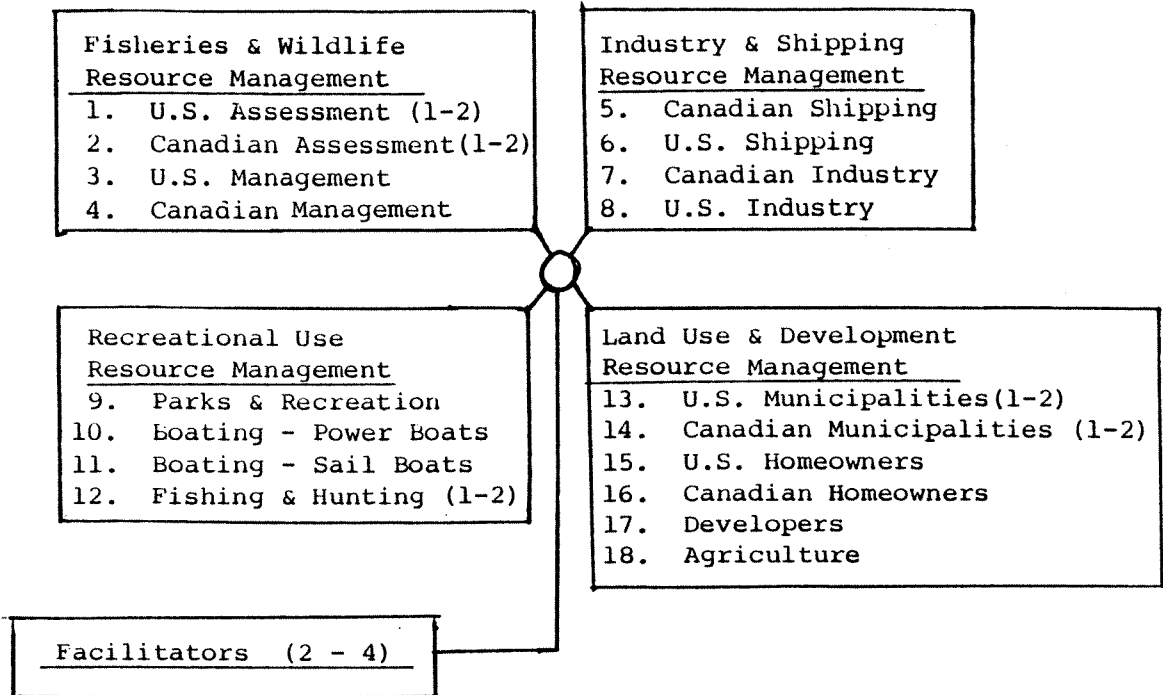 Fisheries & Wildlife
Resource Management
1. U.S. Assessment (1-2)
2. Canadian Assessment(1-2)
3. U.S. Management
4. Canadian Management
Industry & Shipping
Resource Management
5. Canadian Shipping
6. U.S. Shipping
7. Canadian Industry
8. U.S. Industry
Recreational Use
Resource Management
9. Parks & Recreation
10. Boating - Power Boats
11. Boating - Sail Boats
12. Fishing & Hunting (1-2)
Land Use & Development
Resource Management
13. U.S. Municipalities(1-2)
14. Canadian Municipalities (1-2)
15. U.S. Homeowners
16. Canadian Homeowners
17. Developers
18. Agriculture
Facilitators (2 - 4)